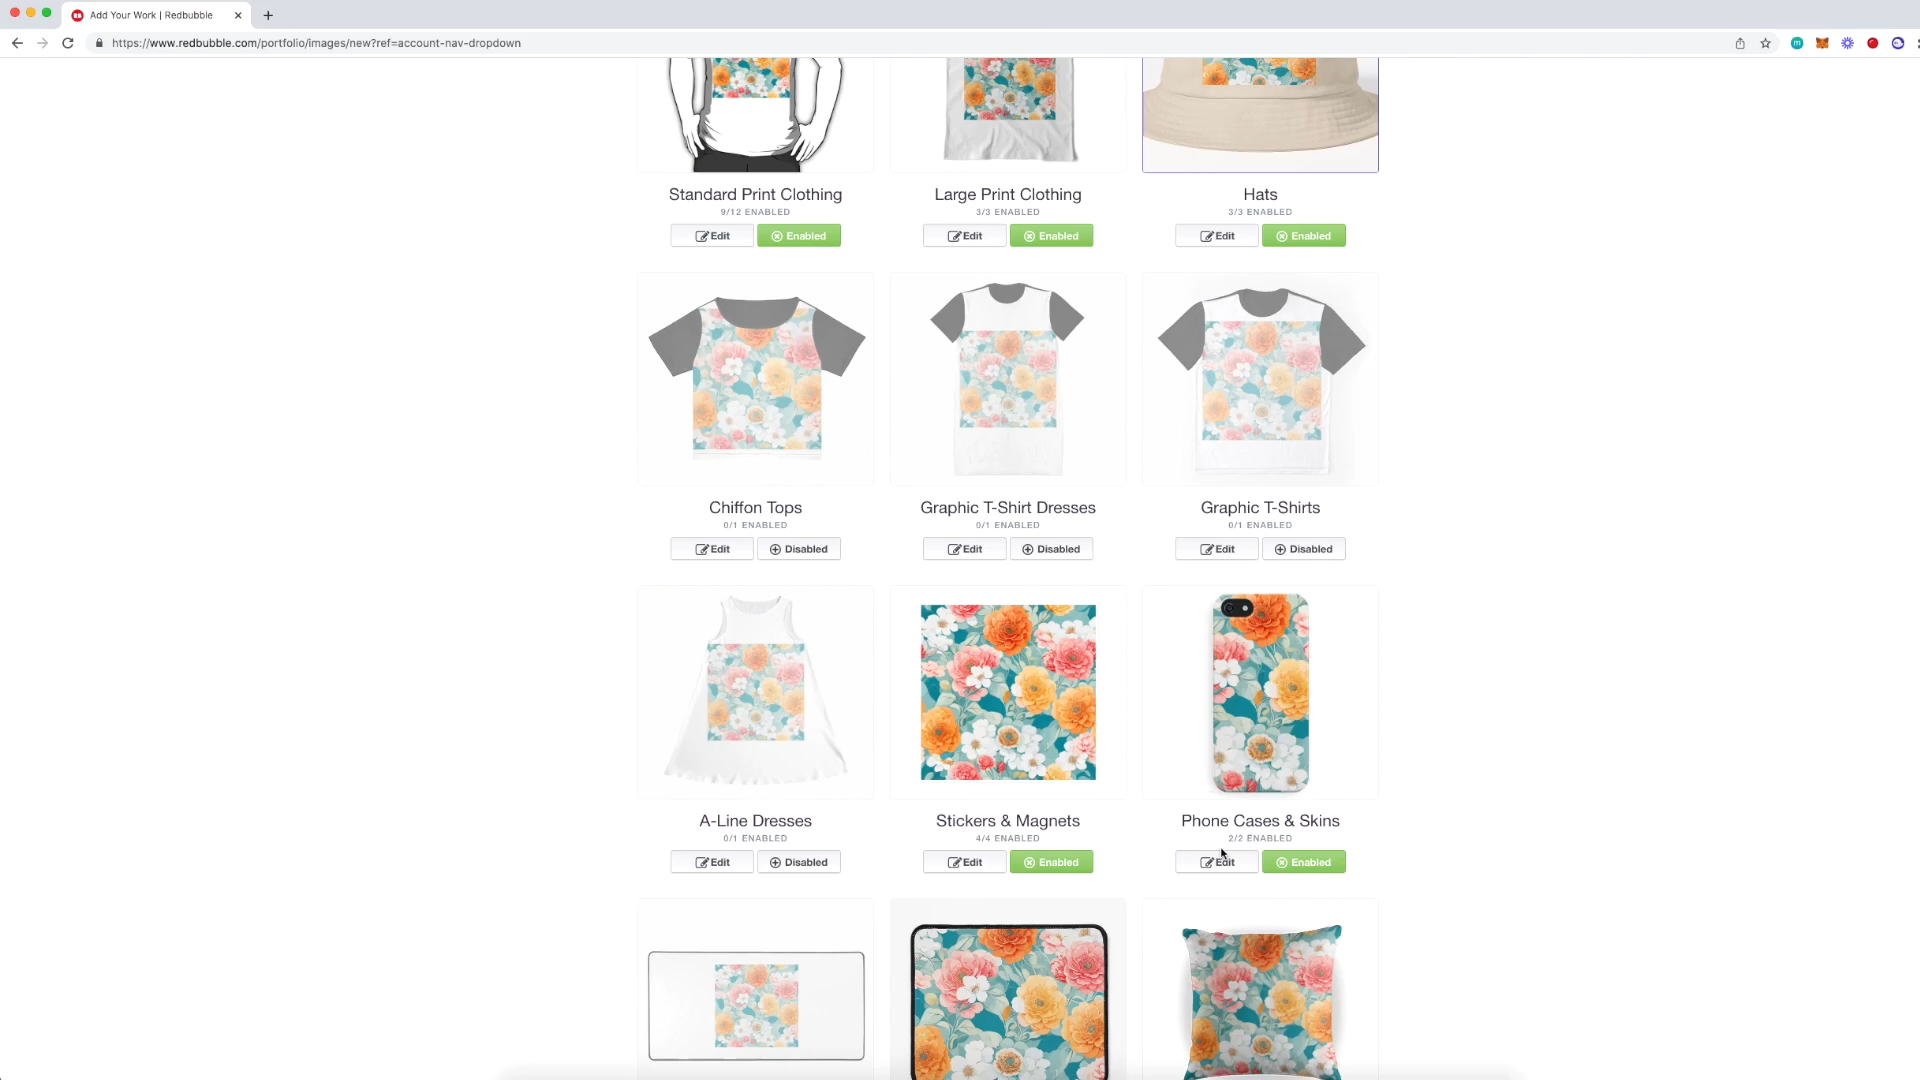 Add Your Work | Redbubble
https://www.redbubble.com/portfolio/images/new?ref=account-nav-dropdown
Standard Print Clothing
Large Print Clothing
Hats
9/12 ENABLED
3/3 ENABLED
3/3 ENABLED
Edit
Enabled
Edit
Enabled
Edit
Enabled
Chiffon Tops
Graphic T-Shirt Dresses
Graphic T-Shirts
0/1 ENABLED
0/1 ENABLED
0/1 ENABLED
Edit
Disabled
Edit
Disabled
Edit
Disabled
A-Line Dresses
Stickers & Magnets
Phone Cases & Skins
0/1 ENABLED
4/4 ENABLED
2/2 ENABLED
Edit
Disabled
Edit
Enabled
Edit
Enabled